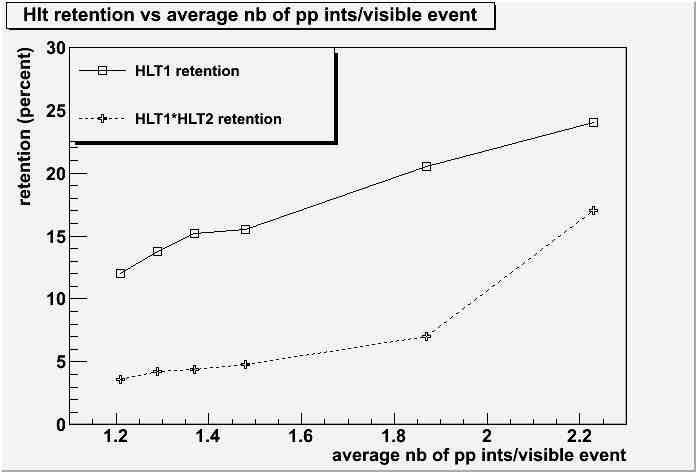 Hlt retention vs average nb of pp ints/visible event
retention (percent)
HLT1 retention
HLT1*HLT2 retention
30
25
20
15
10
5
0
1.2 1.4 1.6 1.8 2 2.2
average nb of pp ints/visible event